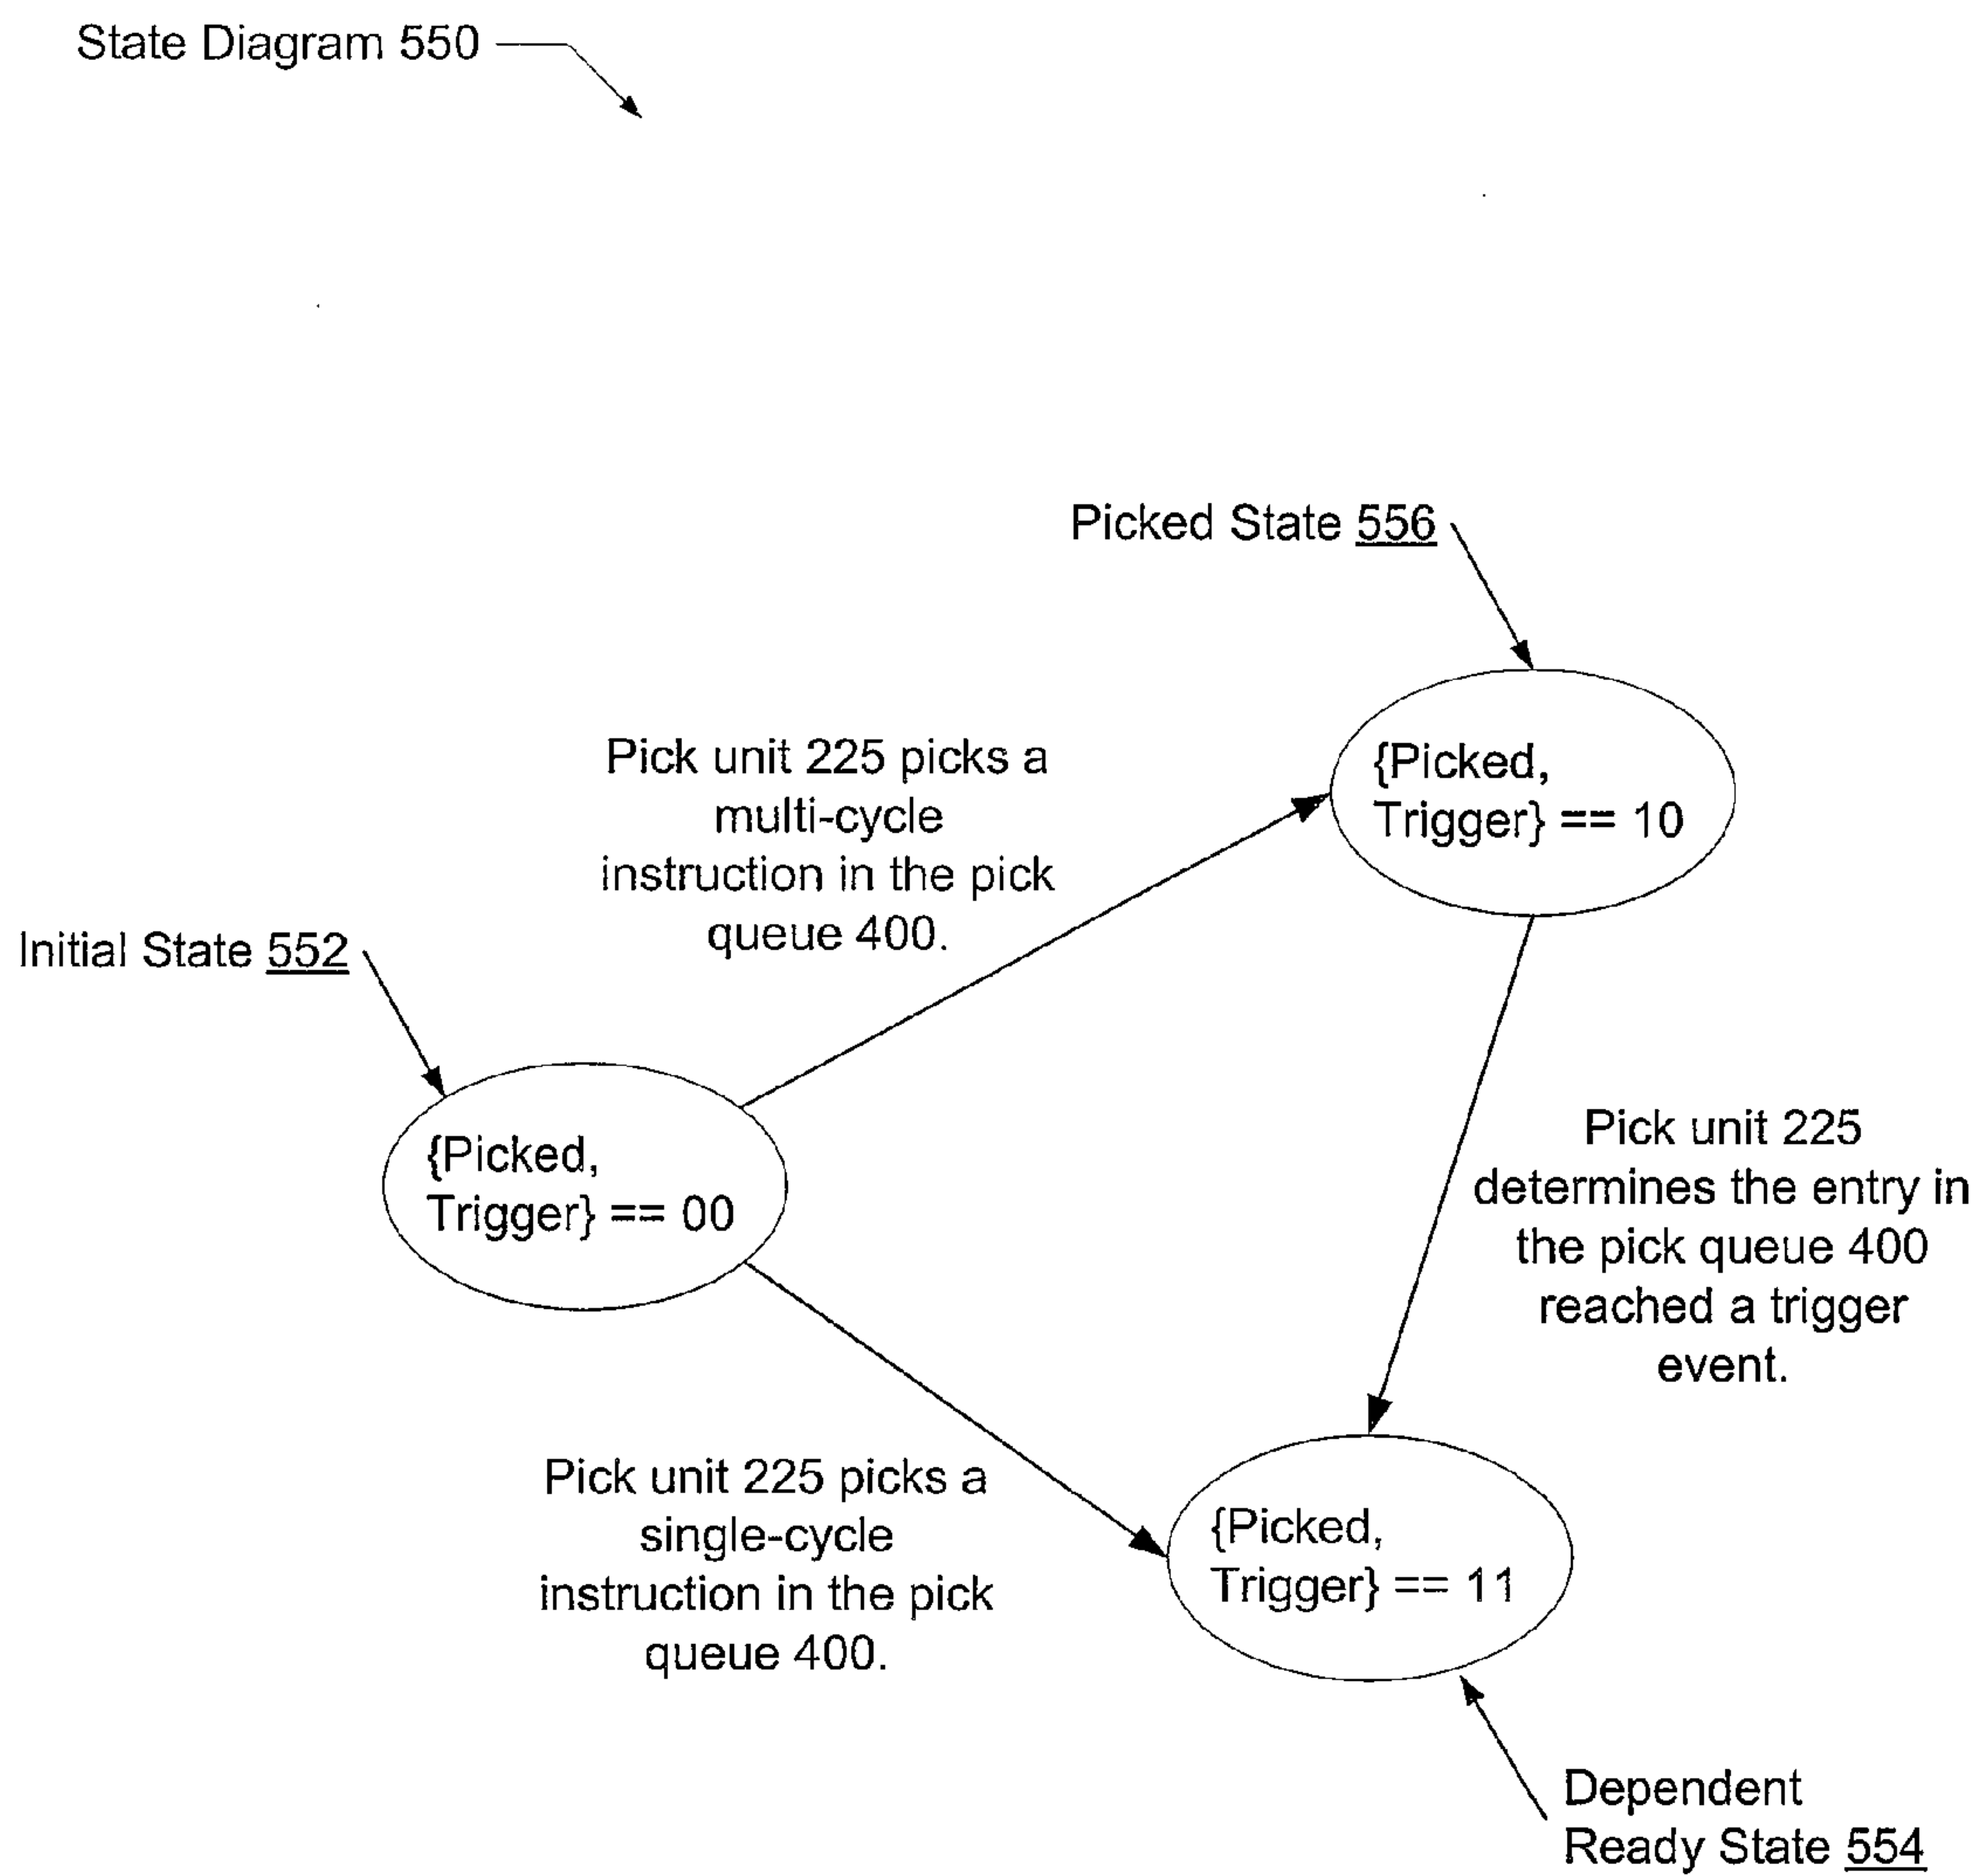 State Diagram 550
Picked State 556
{Picked,
Trigger} == 10
Pick unit 225 picks a
multi-cycle
instruction in the pick
queue 400.
Initial State 552
{Picked,
Trigger} == 00
Pick unit 225
determines the entry in
the pick queue 400
reached a trigger
event.
Pick unit 225 picks a
single-cycle
instruction in the pick
queue 400.
{Picked,
Trigger} == 11
Dependent
Ready State 554